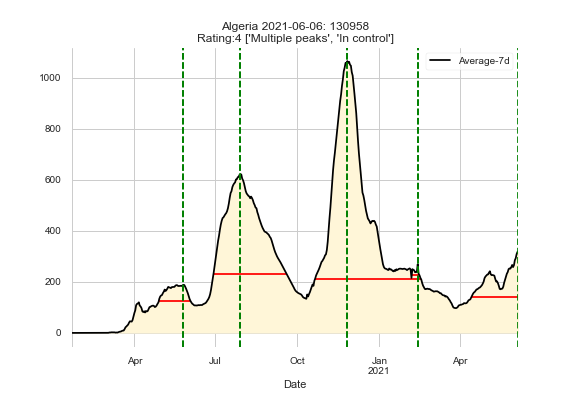 Algeria 2021-06-06: 130958
Rating:4 ['Multiple peaks', 'In control']
Average-7d
1000
800
600
400
200
0
Apr
Jul
Oct
Jan
2021
Apr
Date